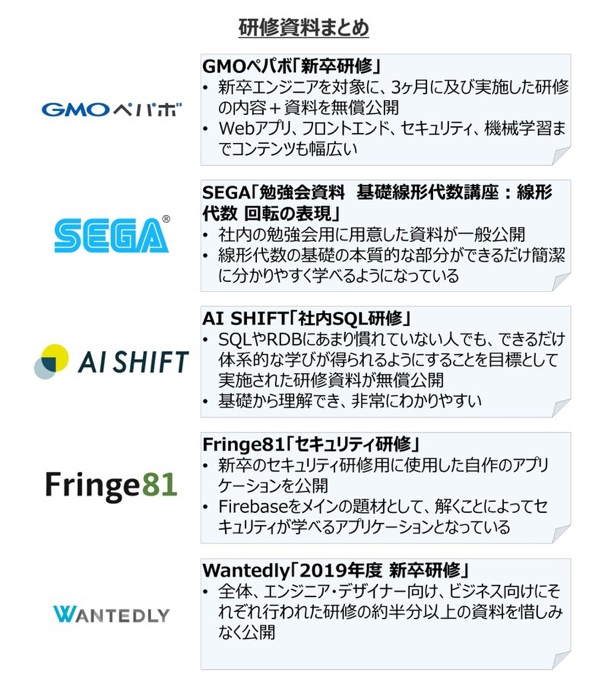 研修資料まとめ
GMOペパボ
GMOペパボ「新卒研修」
• 新卒エンジニアを対象に、3ヶ月に及び実施した研修
の内容+資料を無償公開
• Webアプリ、フロントエンド、セキュリティ、機械学習ま
でコンテンツも幅広い
SEGA®
SEGA「勉強会資料 基礎線形代数講座:線形
代数 回転の表現」
• 社内の勉強会用に用意した資料が一般公開
• 線形代数の基礎の本質的な部分ができるだけ簡潔
に分かりやすく学べるようになっている
AI SHIFT
AI SHIFT「社内SQL研修」
• SQLやRDBにあまり慣れていない人でも、できるだけ
体系的な学びが得られるようにすることを目標として
実施された研修資料が無償公開
• 基礎から理解でき、非常にわかりやすい
Fringe81
Fringe81「セキュリティ研修」
• 新卒のセキュリティ研修用に使用した自作のアプリ
ケーションを公開
• Firebaseをメインの題材として、解くことによってセ
キュリティが学べるアプリケーションとなっている
WANTEDLY
Wantedly「2019年度 新卒研修」
• 全体、エンジニア・デザイナー向け、ビジネス向けにそ
れぞれ行われた研修の約半分以上の資料を惜しみ
なく公開